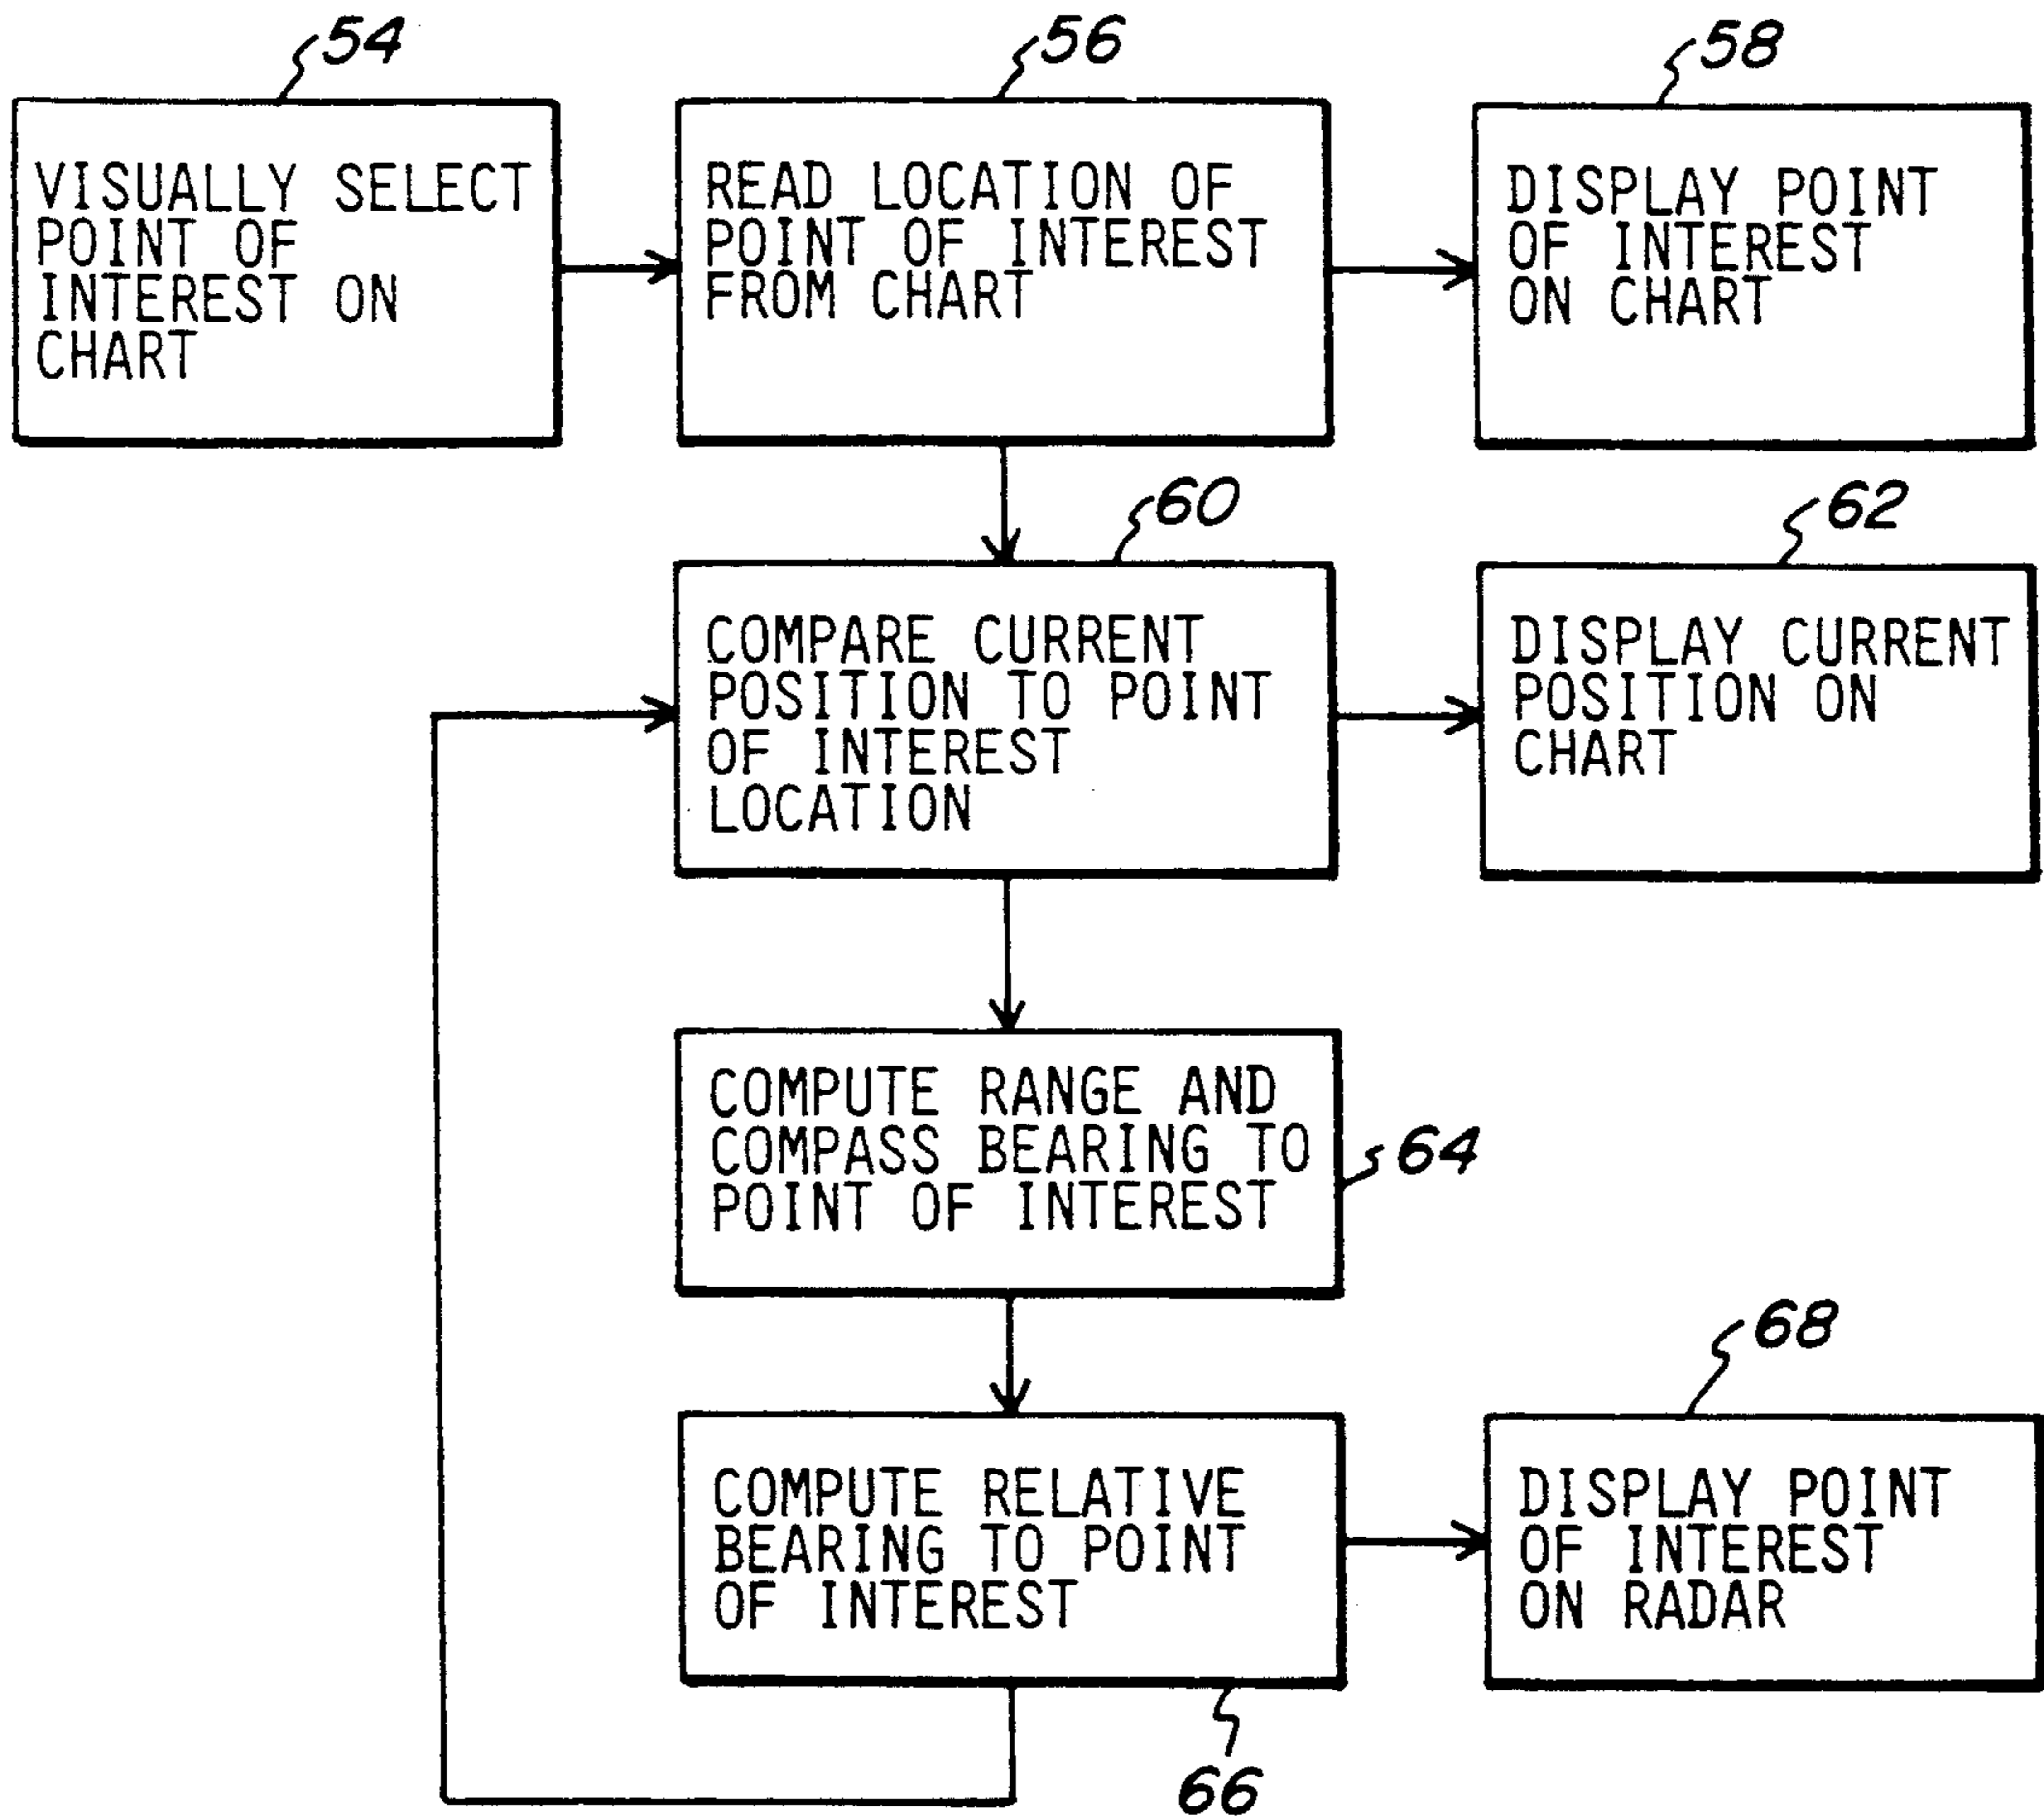 54
VISUALLY SELECT
POINT OF
INTEREST ON
CHART
56
READ LOCATION OF
POINT OF INTEREST
FROM CHART
58
DISPLAY POINT
OF INTEREST
ON CHART
60
COMPARE CURRENT
POSITION TO POINT
OF INTEREST
LOCATION
62
DISPLAY CURRENT
POSITION ON
CHART
COMPUTE RANGE AND
COMPASS BEARING TO
POINT OF INTEREST
64
COMPUTE RELATIVE
BEARING TO POINT
OF INTEREST
66
68
DISPLAY POINT
OF INTEREST
ON RADAR